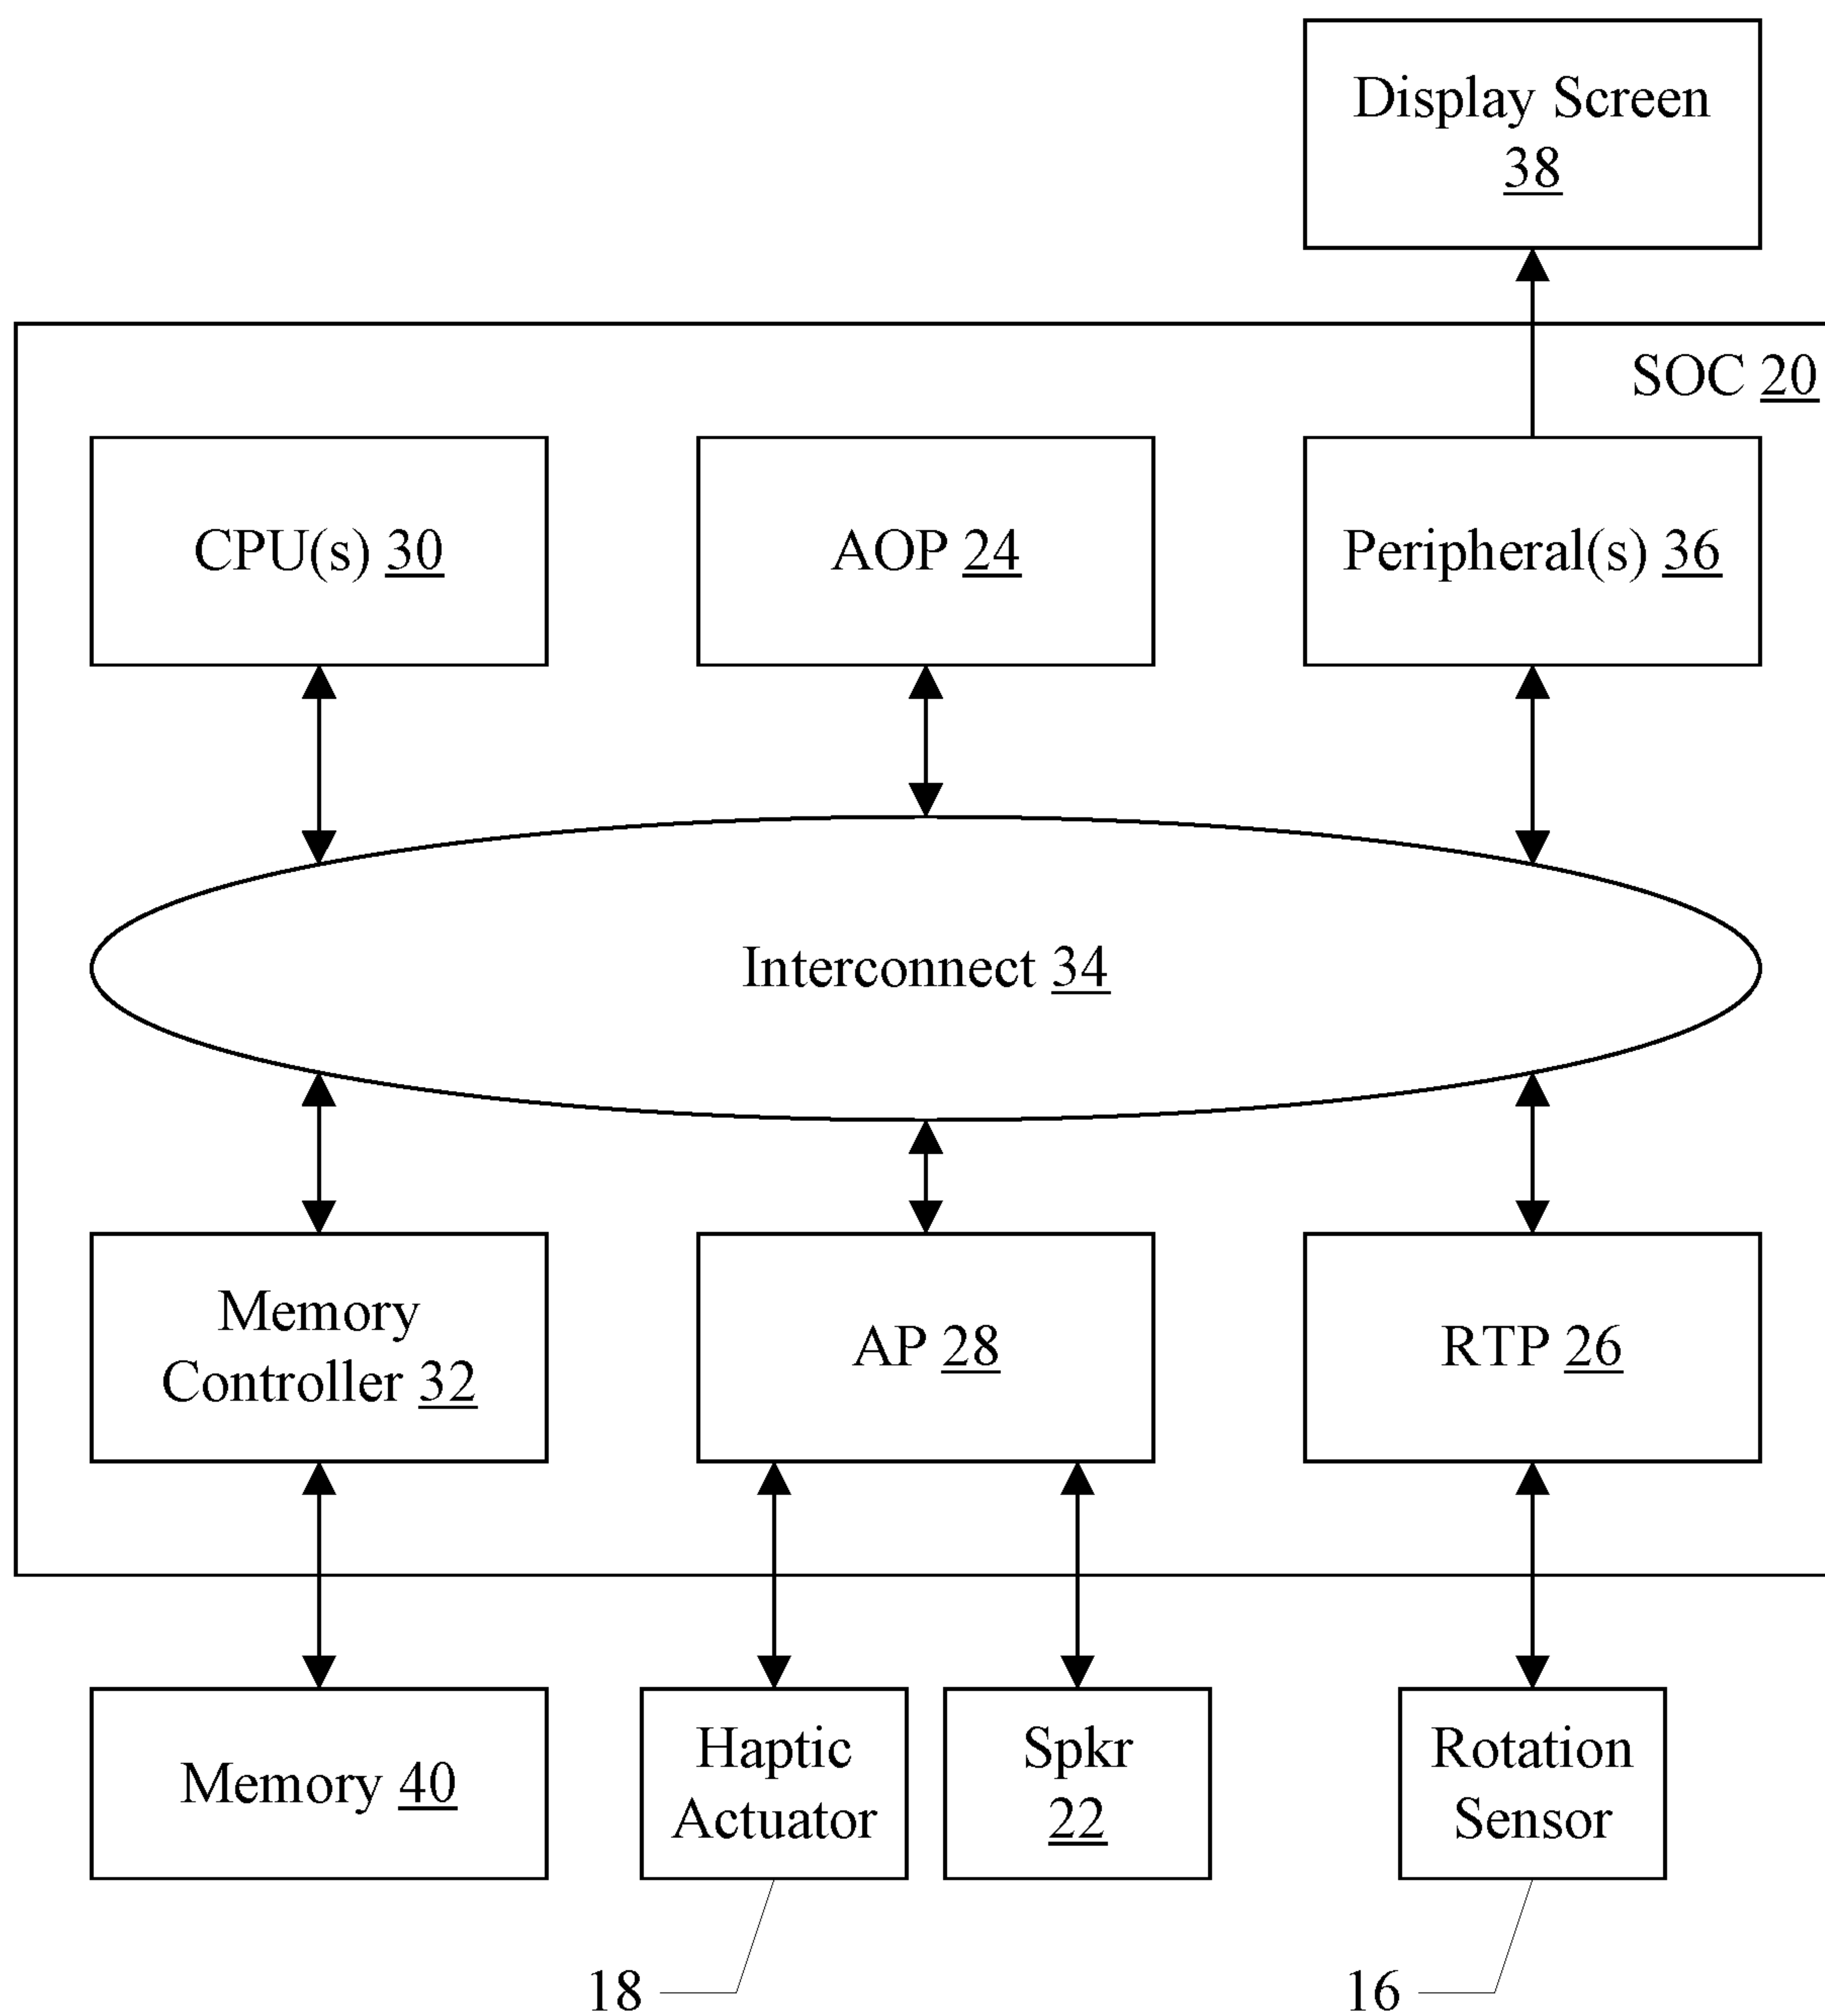 Display Screen
38
SOC 20
CPU(s) 30
AOP 24
Peripheral(s) 36
Interconnect 34
Memory
Controller 32
AP 28
RTP 26
Memory 40
Haptic
Actuator
Spkr
22
Rotation
Sensor
18
16